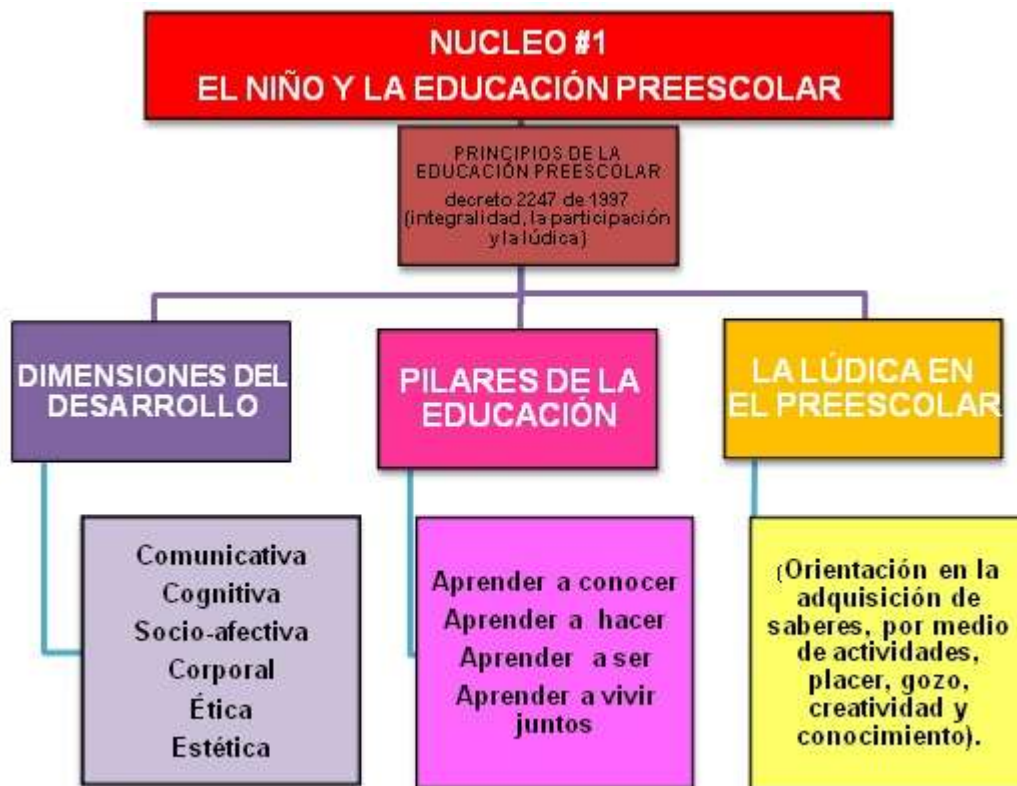 NUCLEO #1
EL NIÑO Y LA EDUCACIÓN PREESCOLAR
PRINCIPIOS DE LA
EDUCACIÓN PREESCOLAR
decreto 2247 de 1997
(integralidad, la participación
y la lúdica)
DIMENSIONES DEL
DESARROLLO
PILARES DE LA
EDUCACIÓN
LA LÚDICA EN
EL PREESCOLAR
Comunicativa
Cognitiva
Socio-afectiva
Corporal
Ética
Estética
Aprender a conocer
Aprender a hacer
Aprender a ser
Aprender a vivir
juntos
(Orientación en la
adquisición de
saberes, por medio
de actividades,
placer, gozo,
creatividad y
conocimiento).